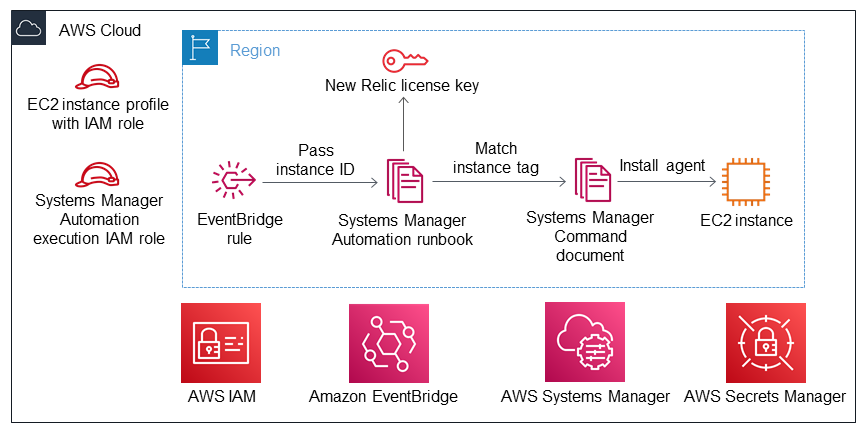 AWS Cloud
Region
New Relic license key
EC2 instance profile
with IAM role
Pass
instance ID
Match
instance tag
Install agent
Systems Manager
Automation
execution IAM role
EventBridge
rule
Systems Manager
Automation runbook
Systems Manager
Command
document
EC2 instance
AWS IAM
Amazon EventBridge
AWS Systems Manager
AWS Secrets Manager